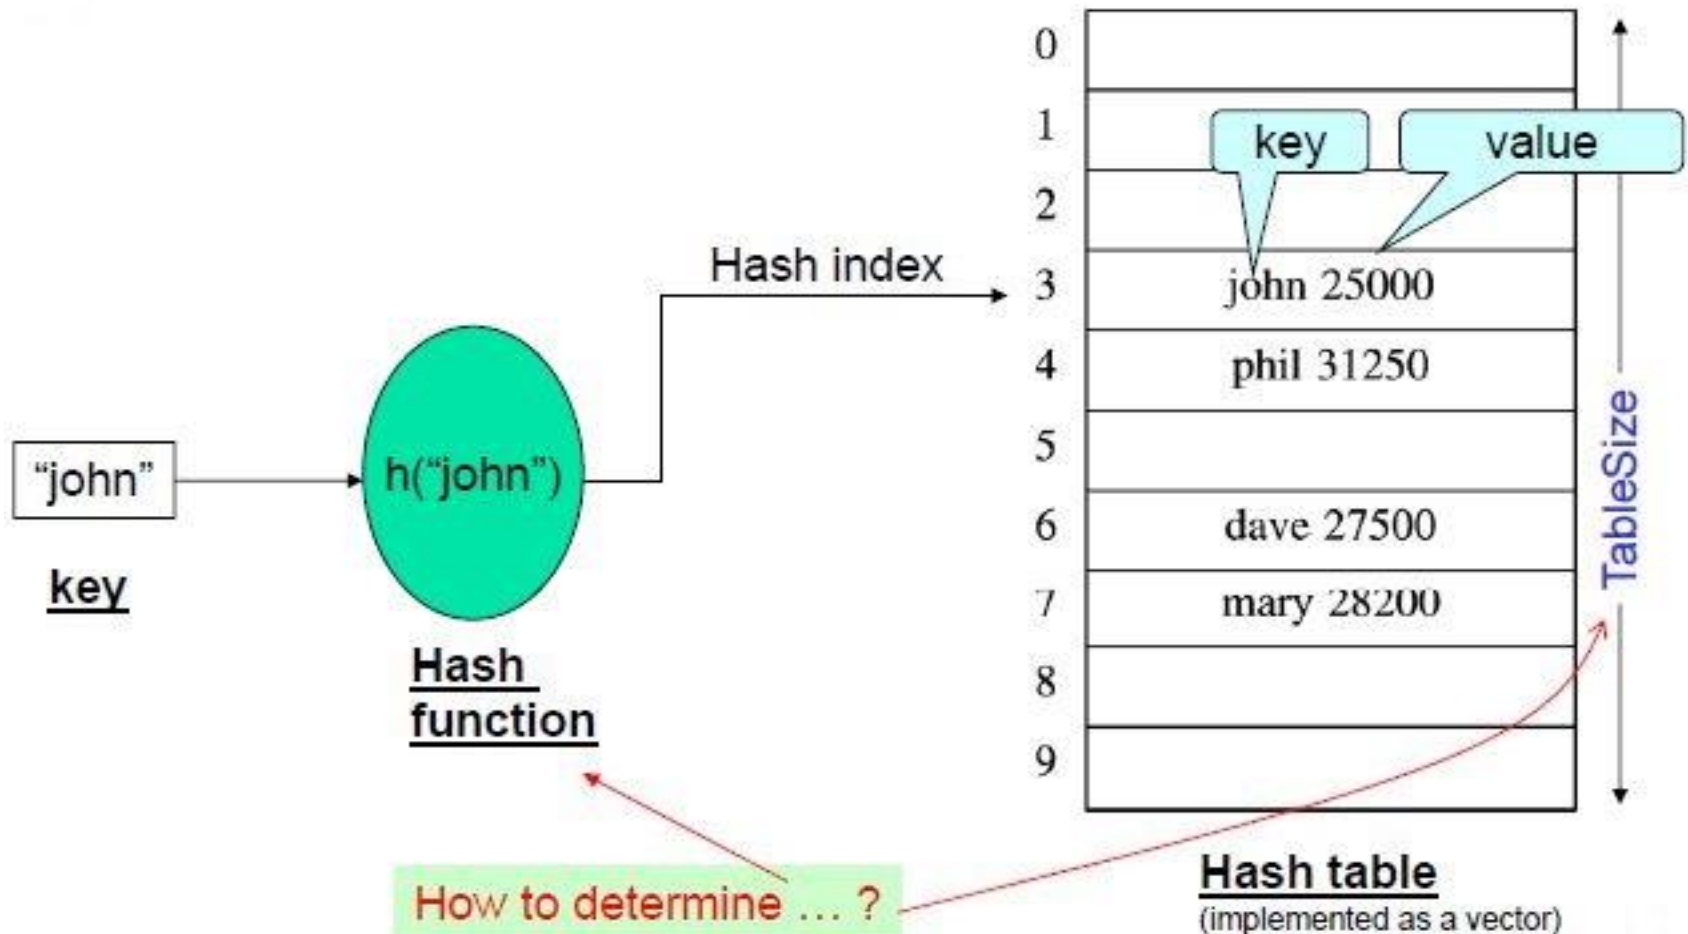 0
1
key
value
2
Hash index
3
john 25000
4
phil 31250
5
"john"
h("john")
key
6
dave 27500
TableSize
7
mary 28200
Hash
function
8
9
How to determine ... ?
Hash table
(implemented as a vector)